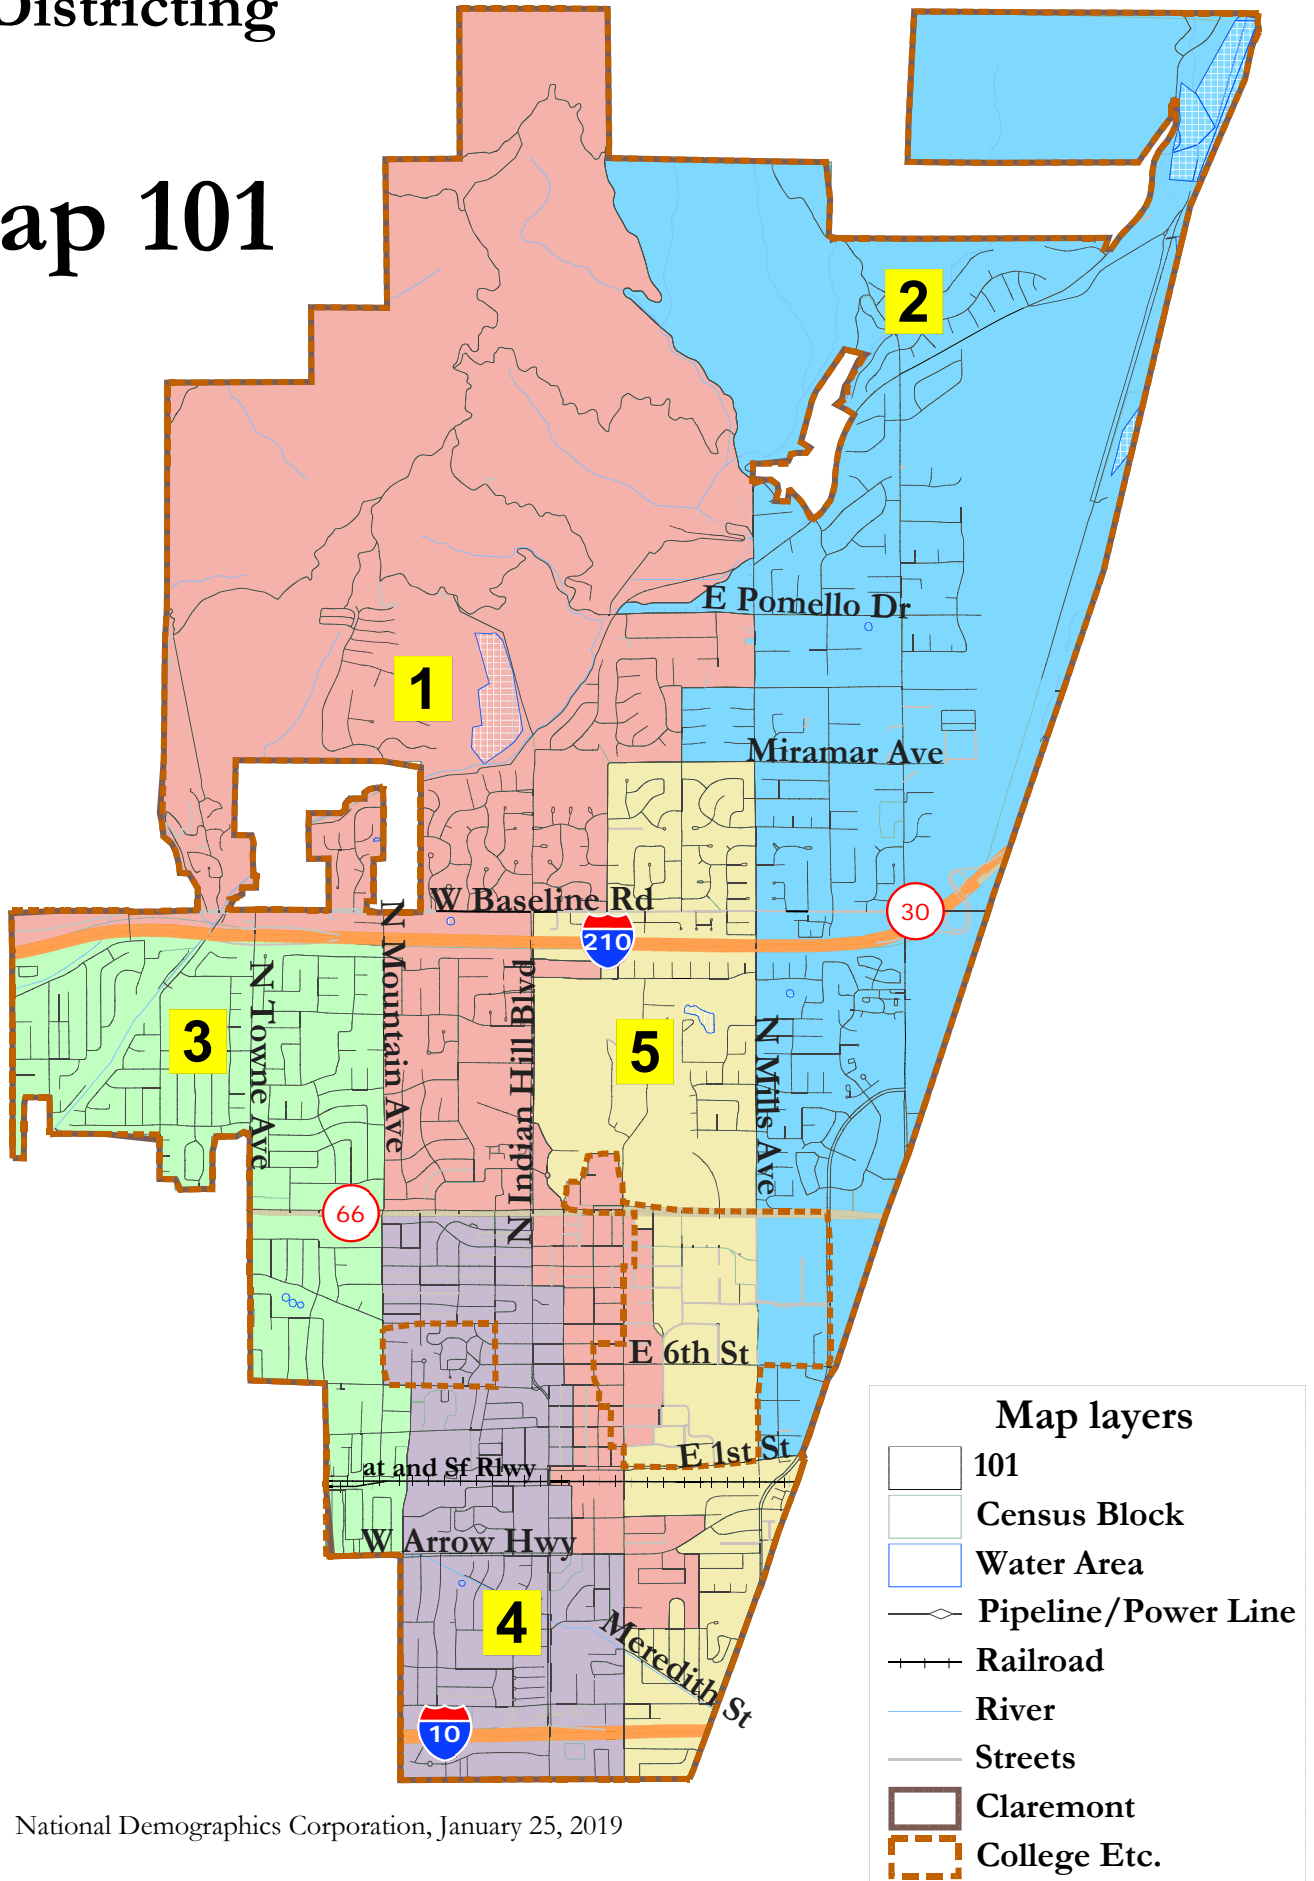 Districting
ap 101
2
E Pomello Dr
1
Miramar Ave
W Baseline Rd
30
210
N Mountain Ave
N Towne Ave
N Indian Hill Blvd
N Mills Ave
3
5
66
E 6th St
E 1st St
at and Sf Rlwy
W Arrow Hwy
4
Meredith St
10
Map layers
101
Census Block
Water Area
Pipeline/Power Line
Railroad
River
Streets
Claremont
College Etc.
National Demographics Corporation, January 25, 2019